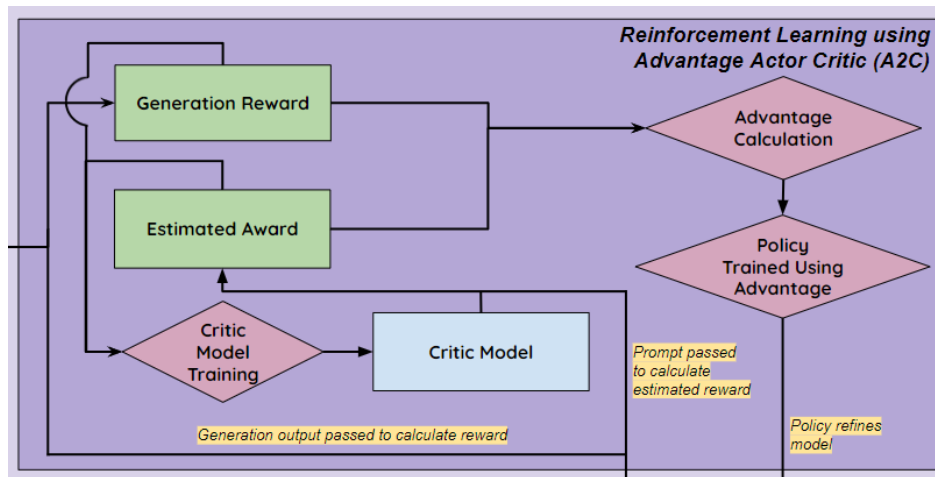 Reinforcement Learning using
Advantage Actor Critic (A2C)
Generation Reward
Advantage
Calculation
Estimated Award
Policy
Trained Using
Advantage
Critic
Model
Training
Critic Model
Prompt passed
to calculate
estimated reward
Generation output passed to calculate reward
Policy refines
model